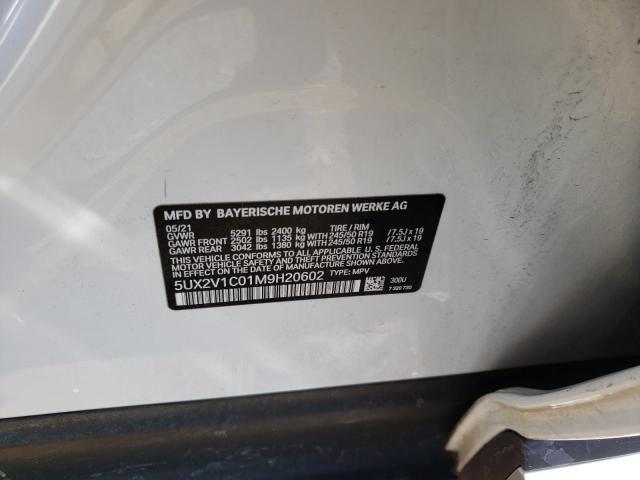 MFD BY BAYERISCHE MOTOREN WERKE AG
05/21 TIRE / RIM
GVWR 5291 lbs 2400 kg
GAWR FRONT 2502 lbs 1135 kg WITH 245/50 R19 /7.5J x 19
GAWR REAR 3042 lbs 1380 kg WITH 245/50 R19 /7.5J x 19
THIS VEHICLE CONFORMS TO ALL APPLICABLE U. S. FEDERAL
MOTOR VEHICLE SAFETY, BUMPER, AND THEFT PREVENTION
STANDARDS IN EFFECT ON THE DATE OF MANUFACTURE SHOWN ABOVE.
5UX2V1C01M9H20602 TYPE: MPV 300U